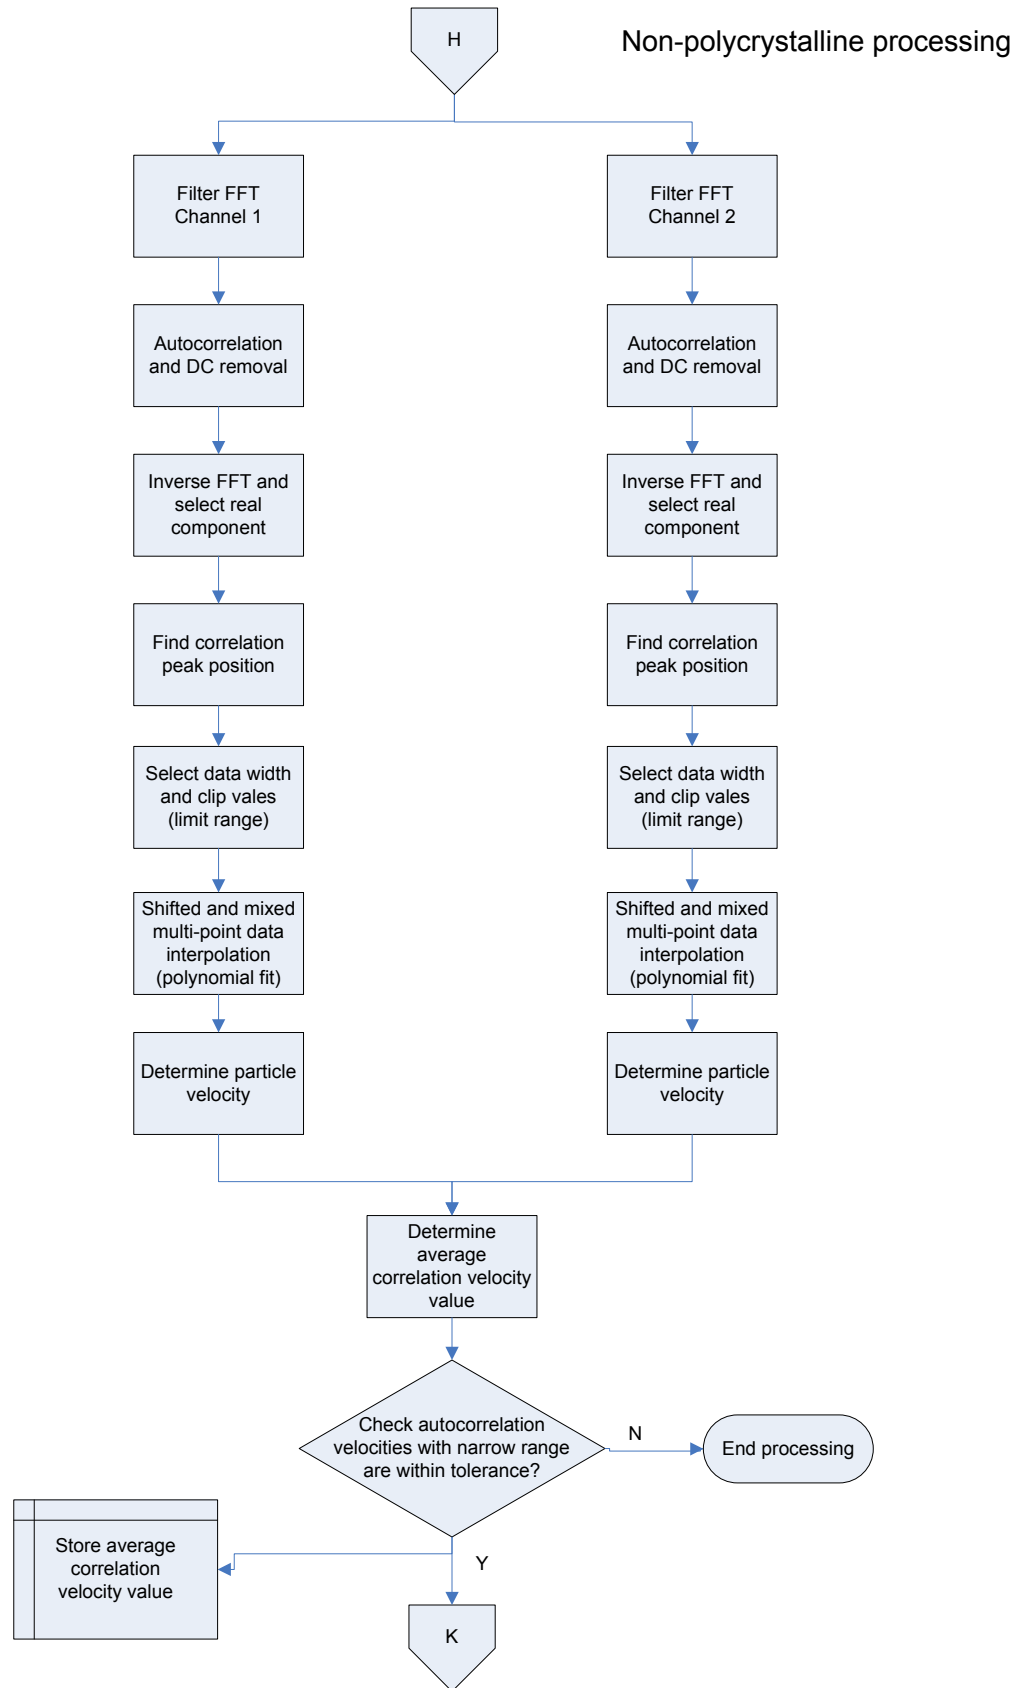 H
Non-polycrystalline processing
Filter FFT
Channel 1
Filter FFT
Channel 2
Autocorrelation
and DC removal
Autocorrelation
and DC removal
Inverse FFT and
select real
component
Inverse FFT and
select real
component
Find correlation
peak position
Find correlation
peak position
Select data width
and clip vales
(limit range)
Select data width
and clip vales
(limit range)
Shifted and mixed
multi-point data
interpolation
(polynomial fit)
Shifted and mixed
multi-point data
interpolation
(polynomial fit)
Determine particle
velocity
Determine particle
velocity
Determine
average
correlation velocity
value
Check autocorrelation
velocities with narrow range
are within tolerance?
N
End processing
Store average
correlation
velocity value
Y
K